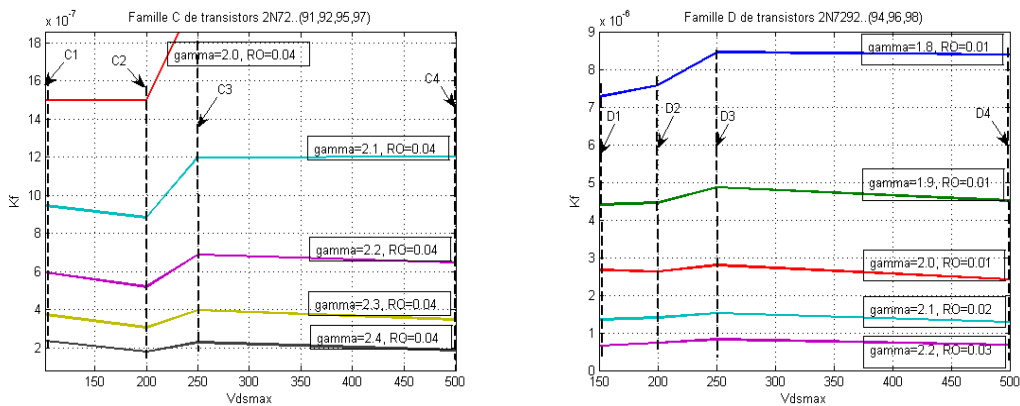 x 10-7
Famille C de transistors 2N72..(91,92,95,97)
18
16
14
12
10
8
6
4
2
Kf
C1
C2
C3
C4
gamma=2.0, RO=0.04
gamma=2.1, RO=0.04
gamma=2.2, RO=0.04
gamma=2.3, RO=0.04
gamma=2.4, RO=0.04
150 200 250 300 350 400 450 500
Vdsmax
x 10-6
Famille D de transistors 2N7292..(94,96,98)
9
8
7
6
5
4
3
2
1
0
Kf
D1
D2
D3
D4
gamma=1.8, RO=0.01
gamma=1.9, RO=0.01
gamma=2.0, RO=0.01
gamma=2.1, RO=0.02
gamma=2.2, RO=0.03
150 200 250 300 350 400 450 500
Vdsmax